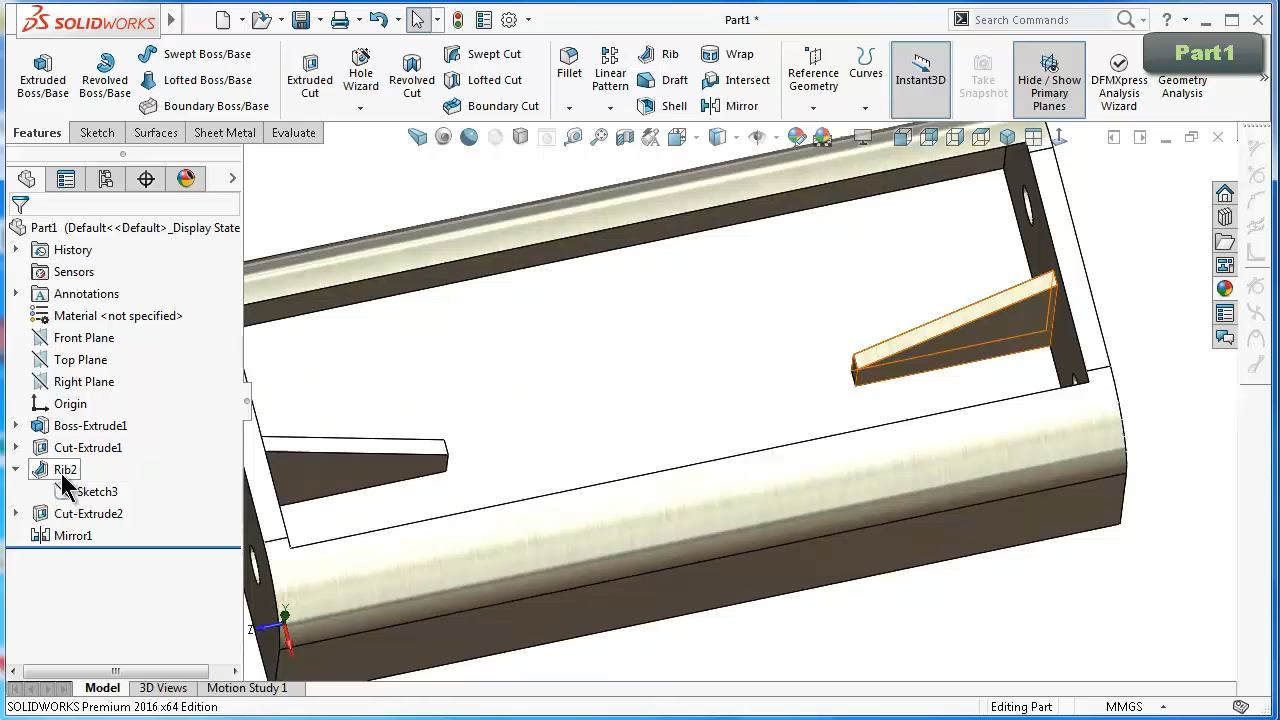 SOLIDWORKS
Part1 *
Search Commands
?
Part1
Extruded
Boss/Base
Revolved
Boss/Base
Swept Boss/Base
Lofted Boss/Base
Boundary Boss/Base
Extruded
Cut
Hole
Wizard
Revolved
Cut
Swept Cut
Lofted Cut
Boundary Cut
Fillet
Linear
Pattern
Rib
Draft
Shell
Wrap
Intersect
Mirror
Reference
Geometry
Curves
Instant3D
Take
Snapshot
Hide / Show
Primary
Planes
DFMXpress
Analysis
Wizard
Geometry
Analysis
Features
Sketch
Surfaces
Sheet Metal
Evaluate
Part1 (Default<<Default>_Display State
History
Sensors
Annotations
Material <not specified>
Front Plane
Top Plane
Right Plane
Origin
Boss-Extrude1
Cut-Extrude1
Rib2
Sketch3
Cut-Extrude2
Mirror1
Y
Z
Model
3D Views
Motion Study 1
SOLIDWORKS Premium 2016 x64 Edition
Editing Part
MMGS